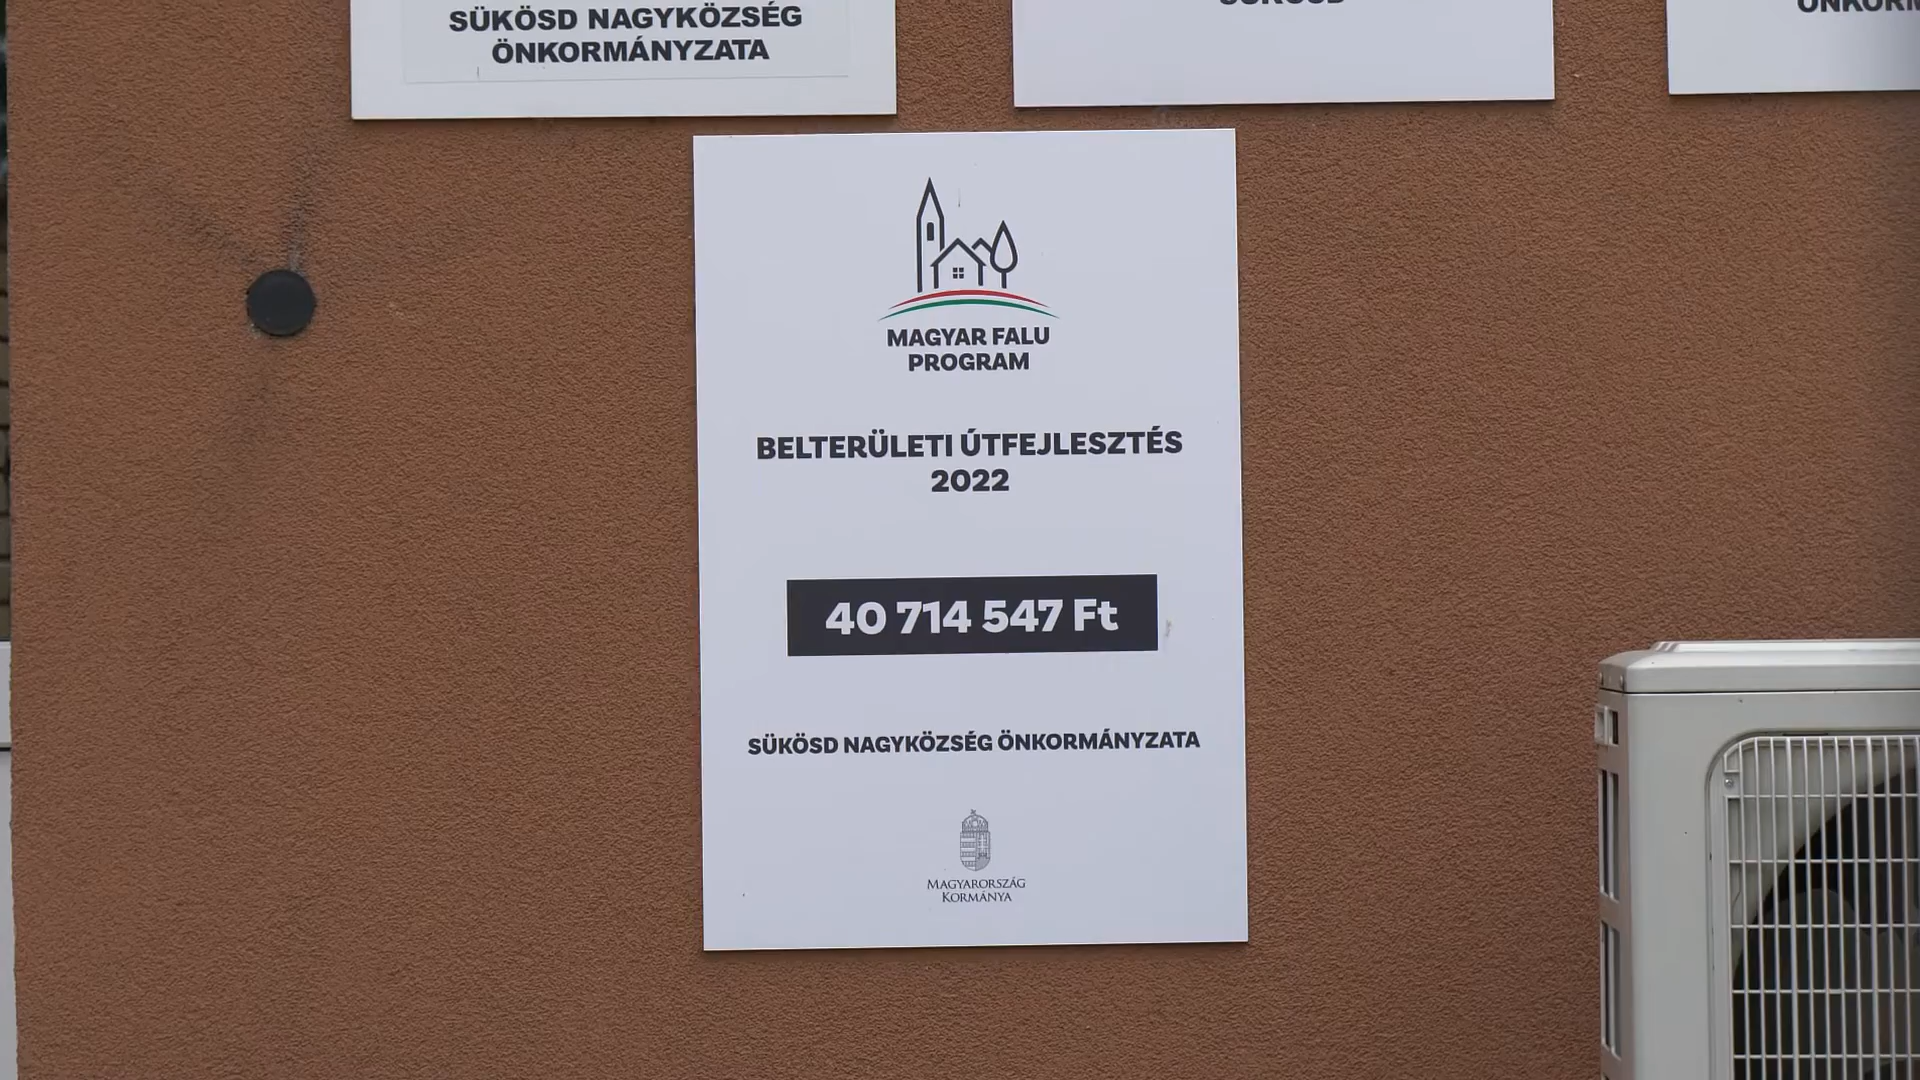 SÜKÖSD NAGYKÖZSÉG
ÖNKORMÁNYZATA
MAGYAR FALU
PROGRAM
BELTERÜLETI ÚTFEJLESZTÉS
2022
40 714 547 Ft
SÜKÖSD NAGYKÖZSÉG ÖNKORMÁNYZATA
MAGYARORSZÁG
KORMÁNYA